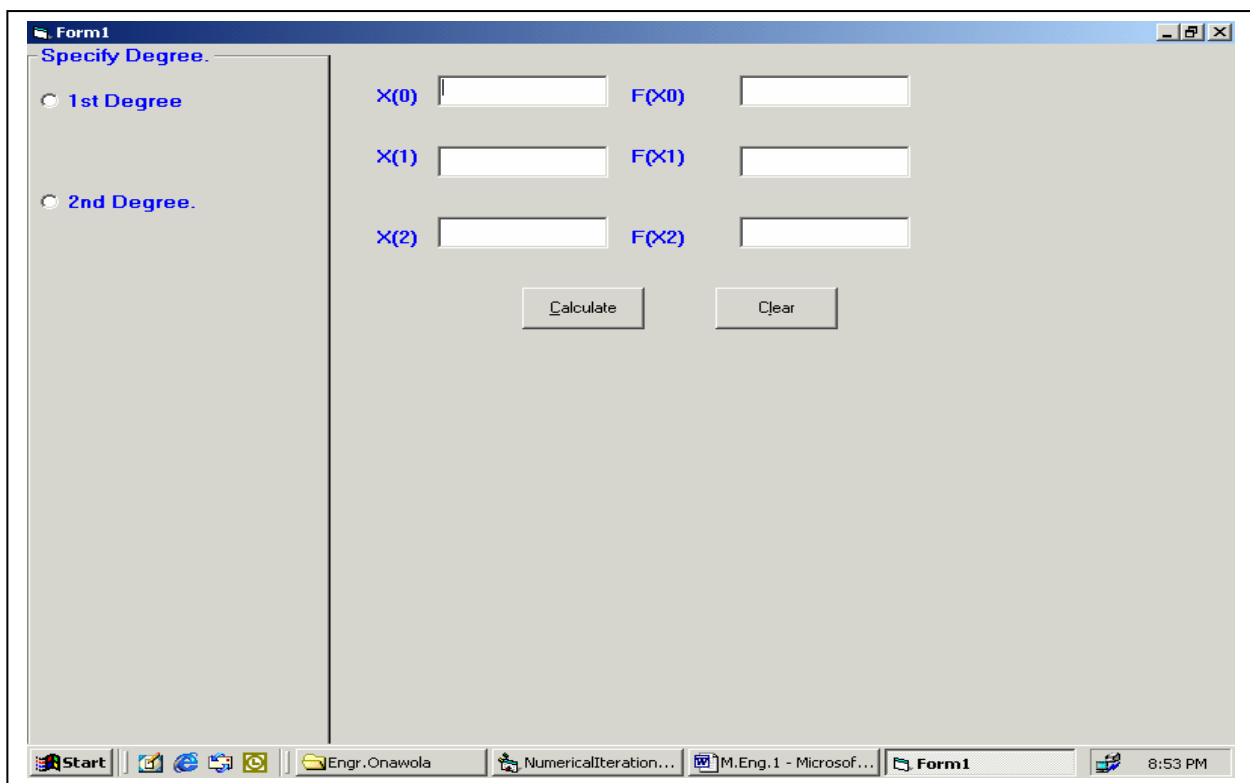 Form1
Specify Degree.
1st Degree
2nd Degree.
X(0) F(X0)
X(1) F(X1)
X(2) F(X2)
Calculate Clear
Start Engr.Onawola NumericalIteration... M.Eng.1 - Microsof... Form1 8:53 PM